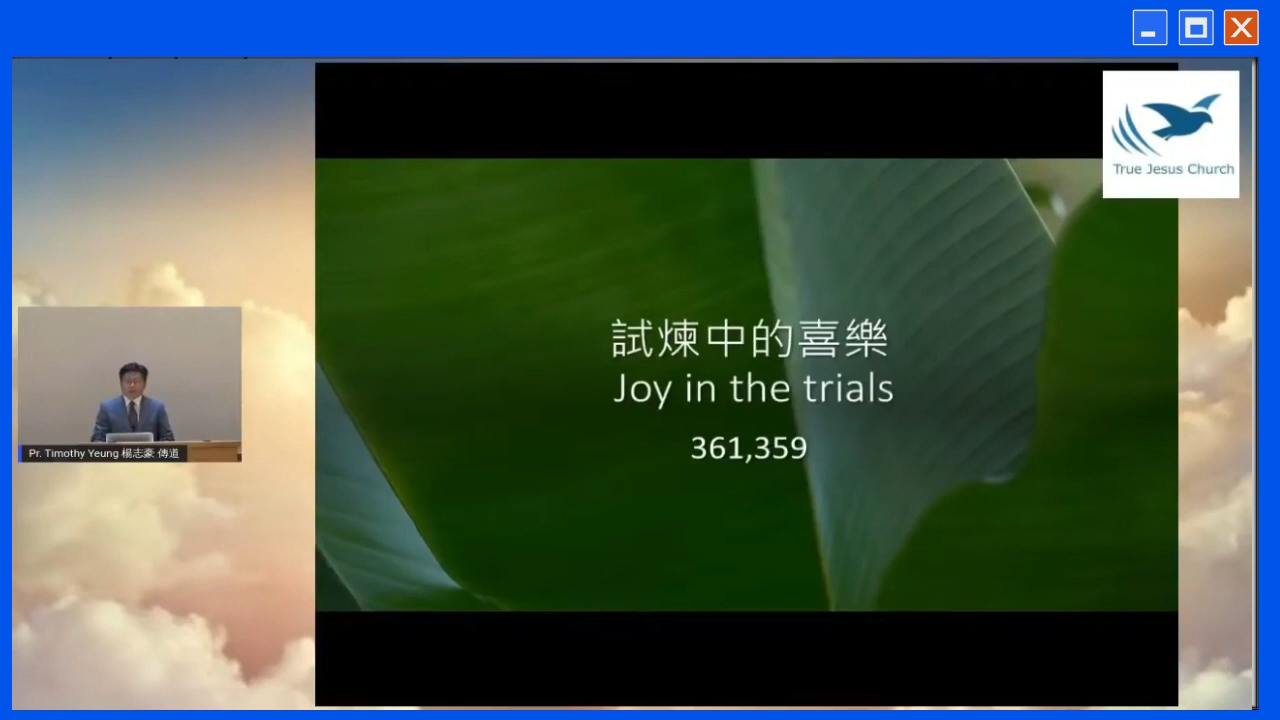 True Jesus Church
試煉中的喜樂
Joy in the trials
361,359
Pr. Timothy Yeung 楊志豪 傳道